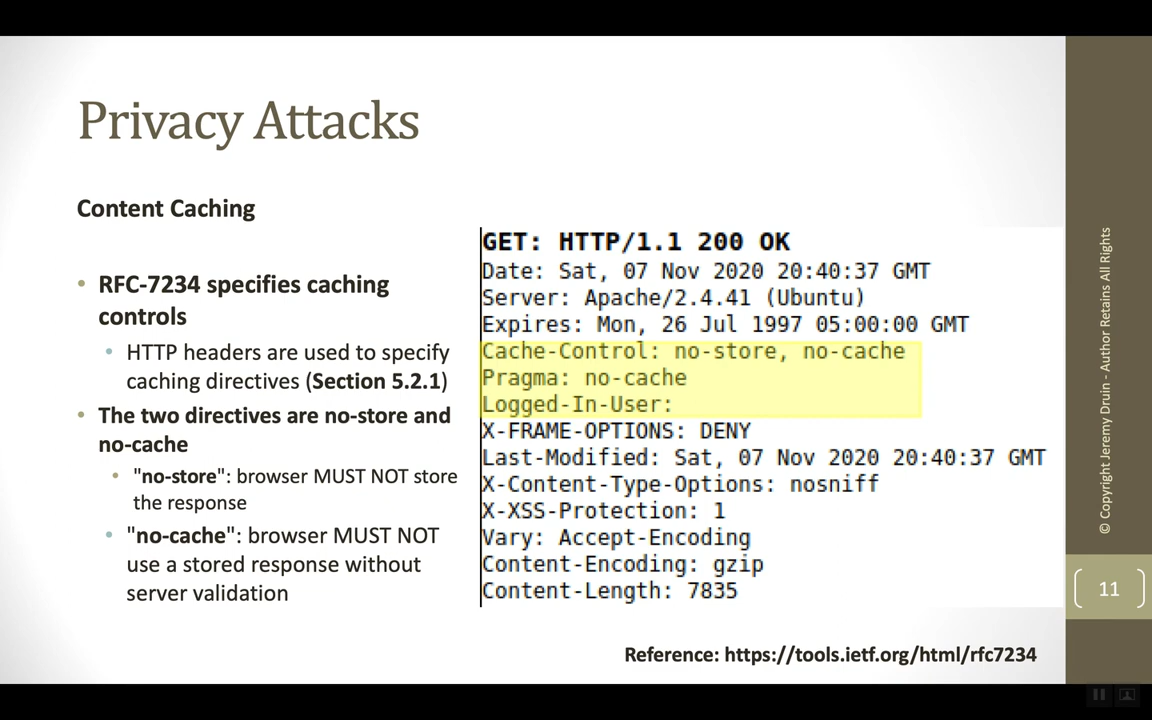 Privacy Attacks
Content Caching
• RFC-7234 specifies caching
controls
• HTTP headers are used to specify
caching directives (Section 5.2.1)
• The two directives are no-store and
no-cache
• "no-store": browser MUST NOT store
the response
• "no-cache": browser MUST NOT
use a stored response without
server validation
GET: HTTP/1.1 200 OK
Date: Sat, 07 Nov 2020 20:40:37 GMT
Server: Apache/2.4.41 (Ubuntu)
Expires: Mon, 26 Jul 1997 05:00:00 GMT
Cache-Control: no-store, no-cache
Pragma: no-cache
Logged-In-User:
X-FRAME-OPTIONS: DENY
Last-Modified: Sat, 07 Nov 2020 20:40:37 GMT
X-Content-Type-Options: nosniff
X-XSS-Protection: 1
Vary: Accept-Encoding
Content-Encoding: gzip
Content-Length: 7835
Reference: https://tools.ietf.org/html/rfc7234
© Copyright Jeremy Druin - Author Retains All Rights
11